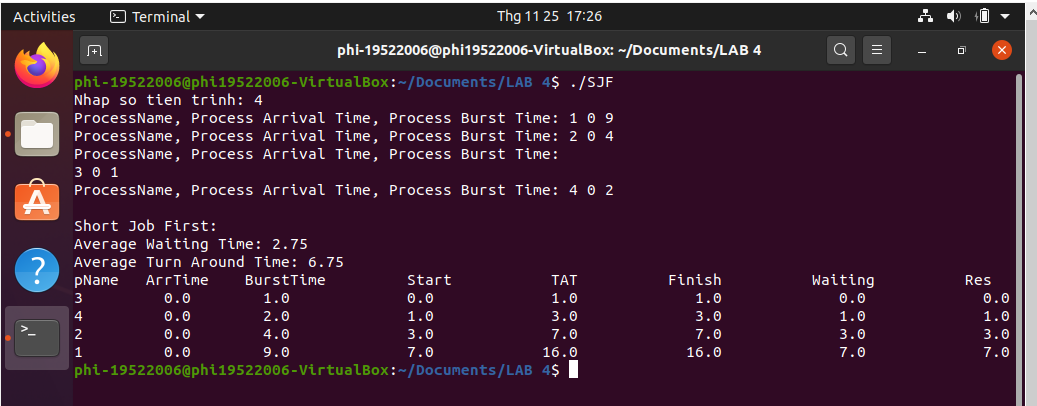 Activities Terminal Thg 11 25 17:26
phi-19522006@phi19522006-VirtualBox: ~/Documents/LAB 4
phi-19522006@phi19522006-VirtualBox:~/Documents/LAB 4$ ./SJF
Nhap so tien trinh: 4
ProcessName, Process Arrival Time, Process Burst Time: 1 0 9
ProcessName, Process Arrival Time, Process Burst Time: 2 0 4
ProcessName, Process Arrival Time, Process Burst Time:
3 0 1
ProcessName, Process Arrival Time, Process Burst Time: 4 0 2
Short Job First:
Average Waiting Time: 2.75
Average Turn Around Time: 6.75
pName ArrTime BurstTime Start TAT Finish Waiting Res
3 0.0 1.0 0.0 1.0 1.0 0.0 0.0
4 0.0 2.0 1.0 3.0 3.0 1.0 1.0
2 0.0 4.0 3.0 7.0 7.0 3.0 3.0
1 0.0 9.0 7.0 16.0 16.0 7.0 7.0
phi-19522006@phi19522006-VirtualBox:~/Documents/LAB 4$